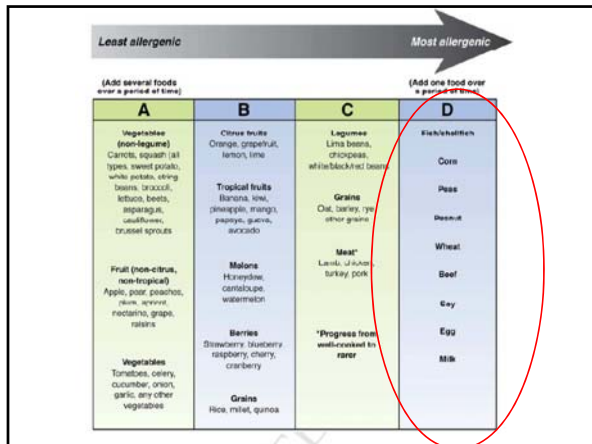 Least allergenic
Most allergenic
(Add several foods
over a period of time)
(Add one food over
a period of time)
A
Vegetables
(non-legume)
Carrots, squash (all
types, sweet potato,
white potato, string
beans, broccoli,
lettuce, beets,
asparagus,
cauliflower,
brussel sprouts
Fruit (non-citrus,
non-tropical)
Apple, pear, peaches,
plum, apricot,
nectarine, grape,
raisins
Vegetables
Tomatoes, celery,
cucumber, onion,
garlic, any other
vegetables
B
Citrus fruits
Orange, grapefruit,
lemon, lime
Tropical fruits
Banana, kiwi,
pineapple, mango,
papaya, guava,
avocado
Melons
Honeydew,
cantaloupe,
watermelon
Berries
Strawberry, blueberry
raspberry, cherry,
cranberry
Grains
Rice, millet, quinoa
C
Legumes
Lima beans,
chickpeas,
white/black/red beans
Grains
Oat, barley, rye
other grains
Meat*
Lamb, chicken,
turkey, pork
*Progress from
well-cooked to
rarer
D
Fish/shellfish
Corn
Peas
Peanut
Wheat
Beef
Soy
Egg
Milk